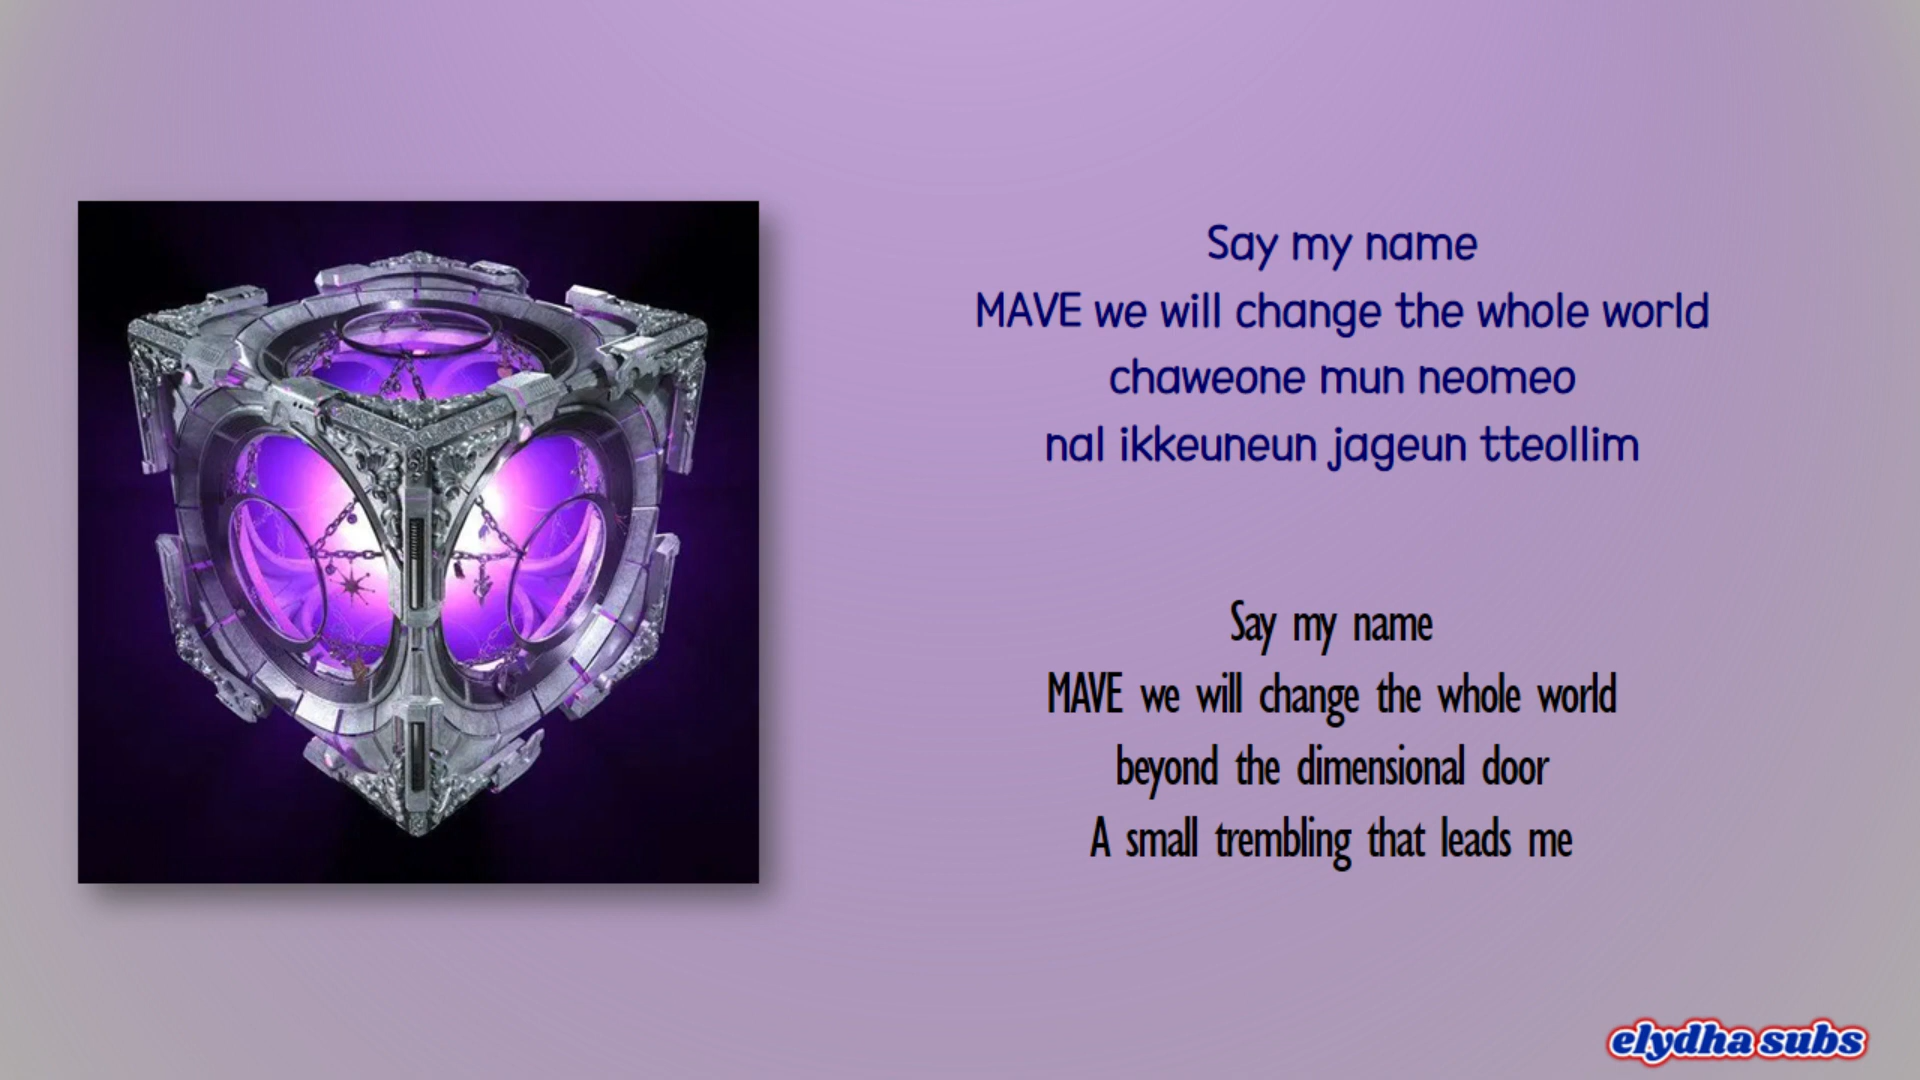 Say my name
MAVE we will change the whole world
chaweone mun neomeo
nal ikkeuneun jageun tteollim
Say my name
MAVE we will change the whole world
beyond the dimensional door
A small trembling that leads me
elydha subs